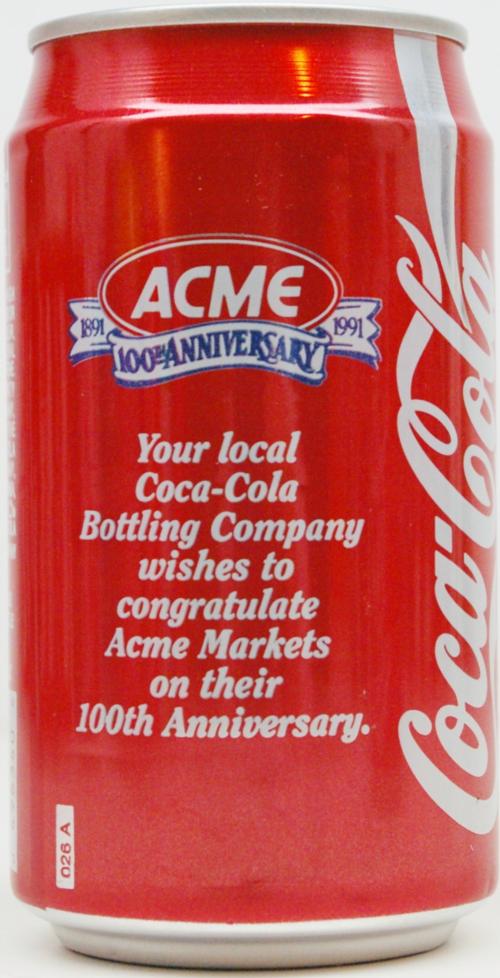 ACME
1891 100th ANNIVERSARY 1991
Your local
Coca-Cola
Bottling Company
wishes to
congratulate
Acme Markets
on their
100th Anniversary.
Coca-Cola
026 A